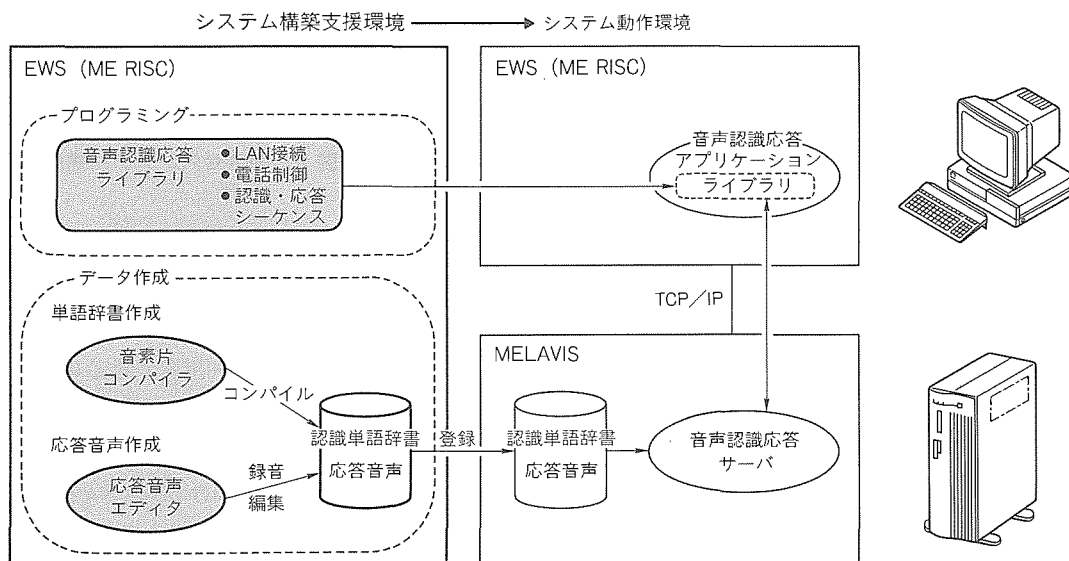 システム構築支援環境 システム動作環境
EWS (ME RISC)
プログラミング
音声認識応答
ライブラリ
●LAN接続
●電話制御
●認識・応答
シーケンス
データ作成
単語辞書作成
音素片
コンパイラ
コンパイル
応答音声作成
応答音声
エディタ
録音
編集
認識単語辞書
応答音声
登録
EWS (ME RISC)
音声認識応答
アプリケーション
ライブラリ
TCP/IP
MELAVIS
認識単語辞書
応答音声
音声認識応答
サーバ